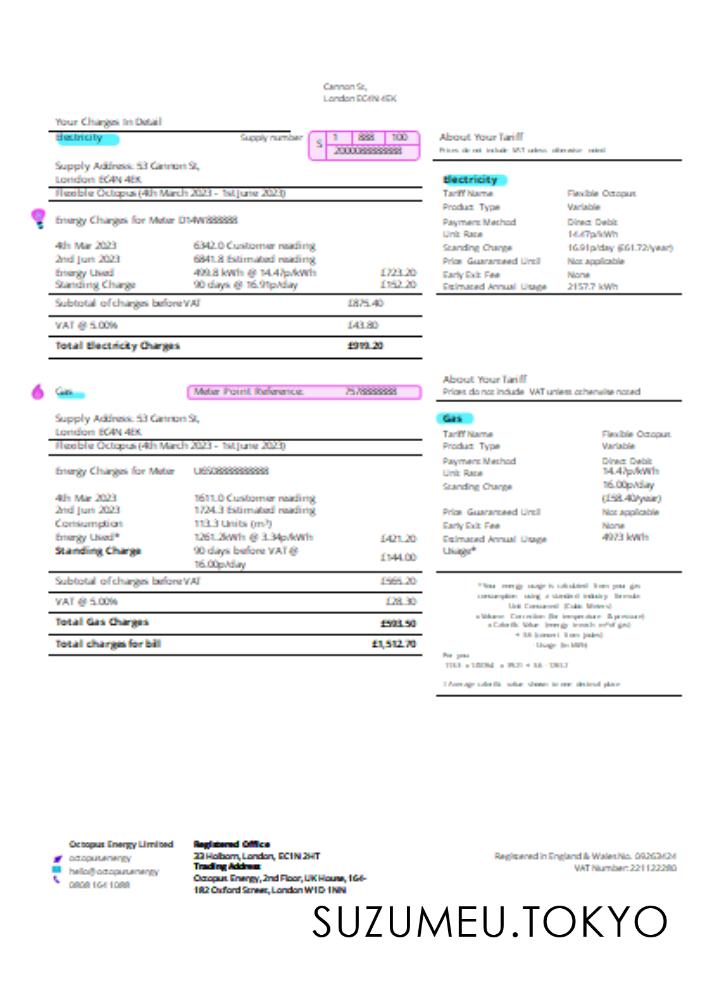 Cannon St,
London EC4N 4EK
Your Charges In Detail
Electricity
Supply number
S 1 888 100
2000088888888
Supply Address: 53 Cannon St,
London EC4N 4EK
Flexible Octopus (4th March 2023 - 1st June 2023)
Energy Charges for Meter D14W888888
4th Mar 2023 6342.0 Customer reading
2nd Jun 2023 6841.8 Estimated reading
Energy Used 499.8 kWh @ 14.47p/kWh £723.20
Standing Charge 90 days @ 16.91p/day £152.20
Subtotal of charges before VAT £875.40
VAT @ 5.00% £43.80
Total Electricity Charges £919.20
About Your Tariff
Prices do not include VAT unless otherwise noted
Electricity
Tariff Name Flexible Octopus
Product Type Variable
Payment Method Direct Debit
Unit Rate 14.47p/kWh
Standing Charge 16.91p/day (£61.72/year)
Price Guaranteed Until Not applicable
Early Exit Fee None
Estimated Annual Usage 2157.7 kWh
Gas
Meter Point Reference: 7578888888
Supply Address: 53 Cannon St,
London EC4N 4EK
Flexible Octopus (4th March 2023 - 1st June 2023)
Energy Charges for Meter
4th Mar 2023 1611.0 Customer reading
2nd Jun 2023 1724.3 Estimated reading
Consumption 113.3 Units (m³)
Energy Used* 1261.2kWh @ 3.34p/kWh £421.20
Standing Charge 90 days before VAT @
16.00p/day £144.00
Subtotal of charges before VAT £565.20
VAT @ 5.00% £28.30
Total Gas Charges £593.50
Total charges for bill £1,512.70
About Your Tariff
Prices do not include VAT unless otherwise noted
Gas
Tariff Name Flexible Octopus
Product Type Variable
Payment Method Direct Debit
Unit Rate 14.47p/kWh
Standing Charge 16.00p/day
(£58.40/year)
Price Guaranteed Until Not applicable
Early Exit Fee None
Estimated Annual 4973 kWh
Usage*
*Your energy usage is calculated from you gas
consumption using a standard industry formula
Unit Consumed (Cubic Meters)
x Volume Correction (for temperature & pressure)
x Calorific Value (energy in each m³ of gas)
÷ 3.6 (convert from joules)
Usage (in kWh)
For you
† Average calorific value shown to one decimal place
Octopus Energy Limited
octopus.energy
hello@octopus.energy
0808 164 1088
Registered Office
33 Holborn, London, EC1N 2HT
Trading Address
Octopus Energy, 2nd Floor, UK House, 164-
182 Oxford Street, London W1D 1NN
Registered in England & Wales No. 09263424
VAT Number: 221122280
SUZUMEU.TOKYO